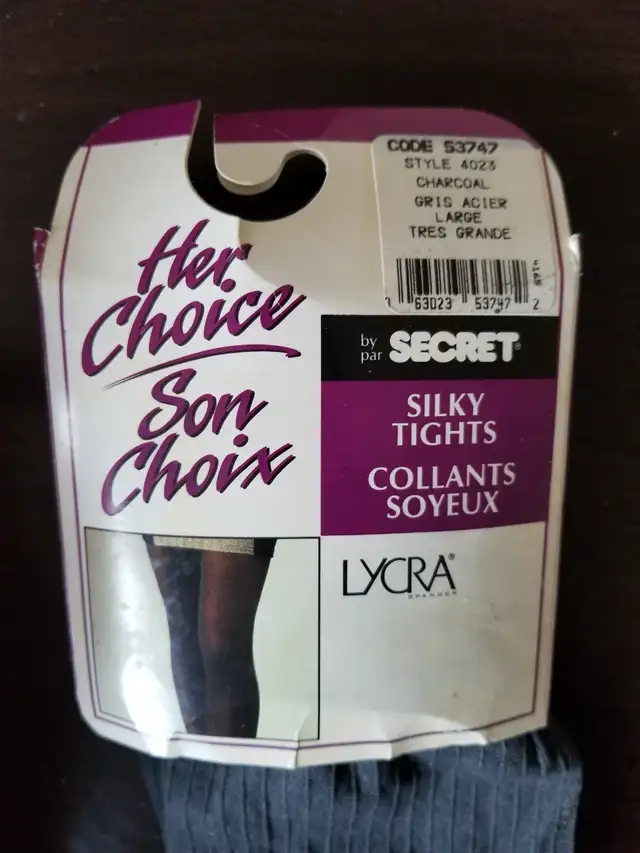 CODE S3747
STYLE 4023
CHARCOAL
GRIS ACIER
LARGE
TRES GRANDE
63023 53747 2
Her
Choice
Son
Choix
by
par SECRET®
SILKY
TIGHTS
COLLANTS
SOYEUX
LYCRA®